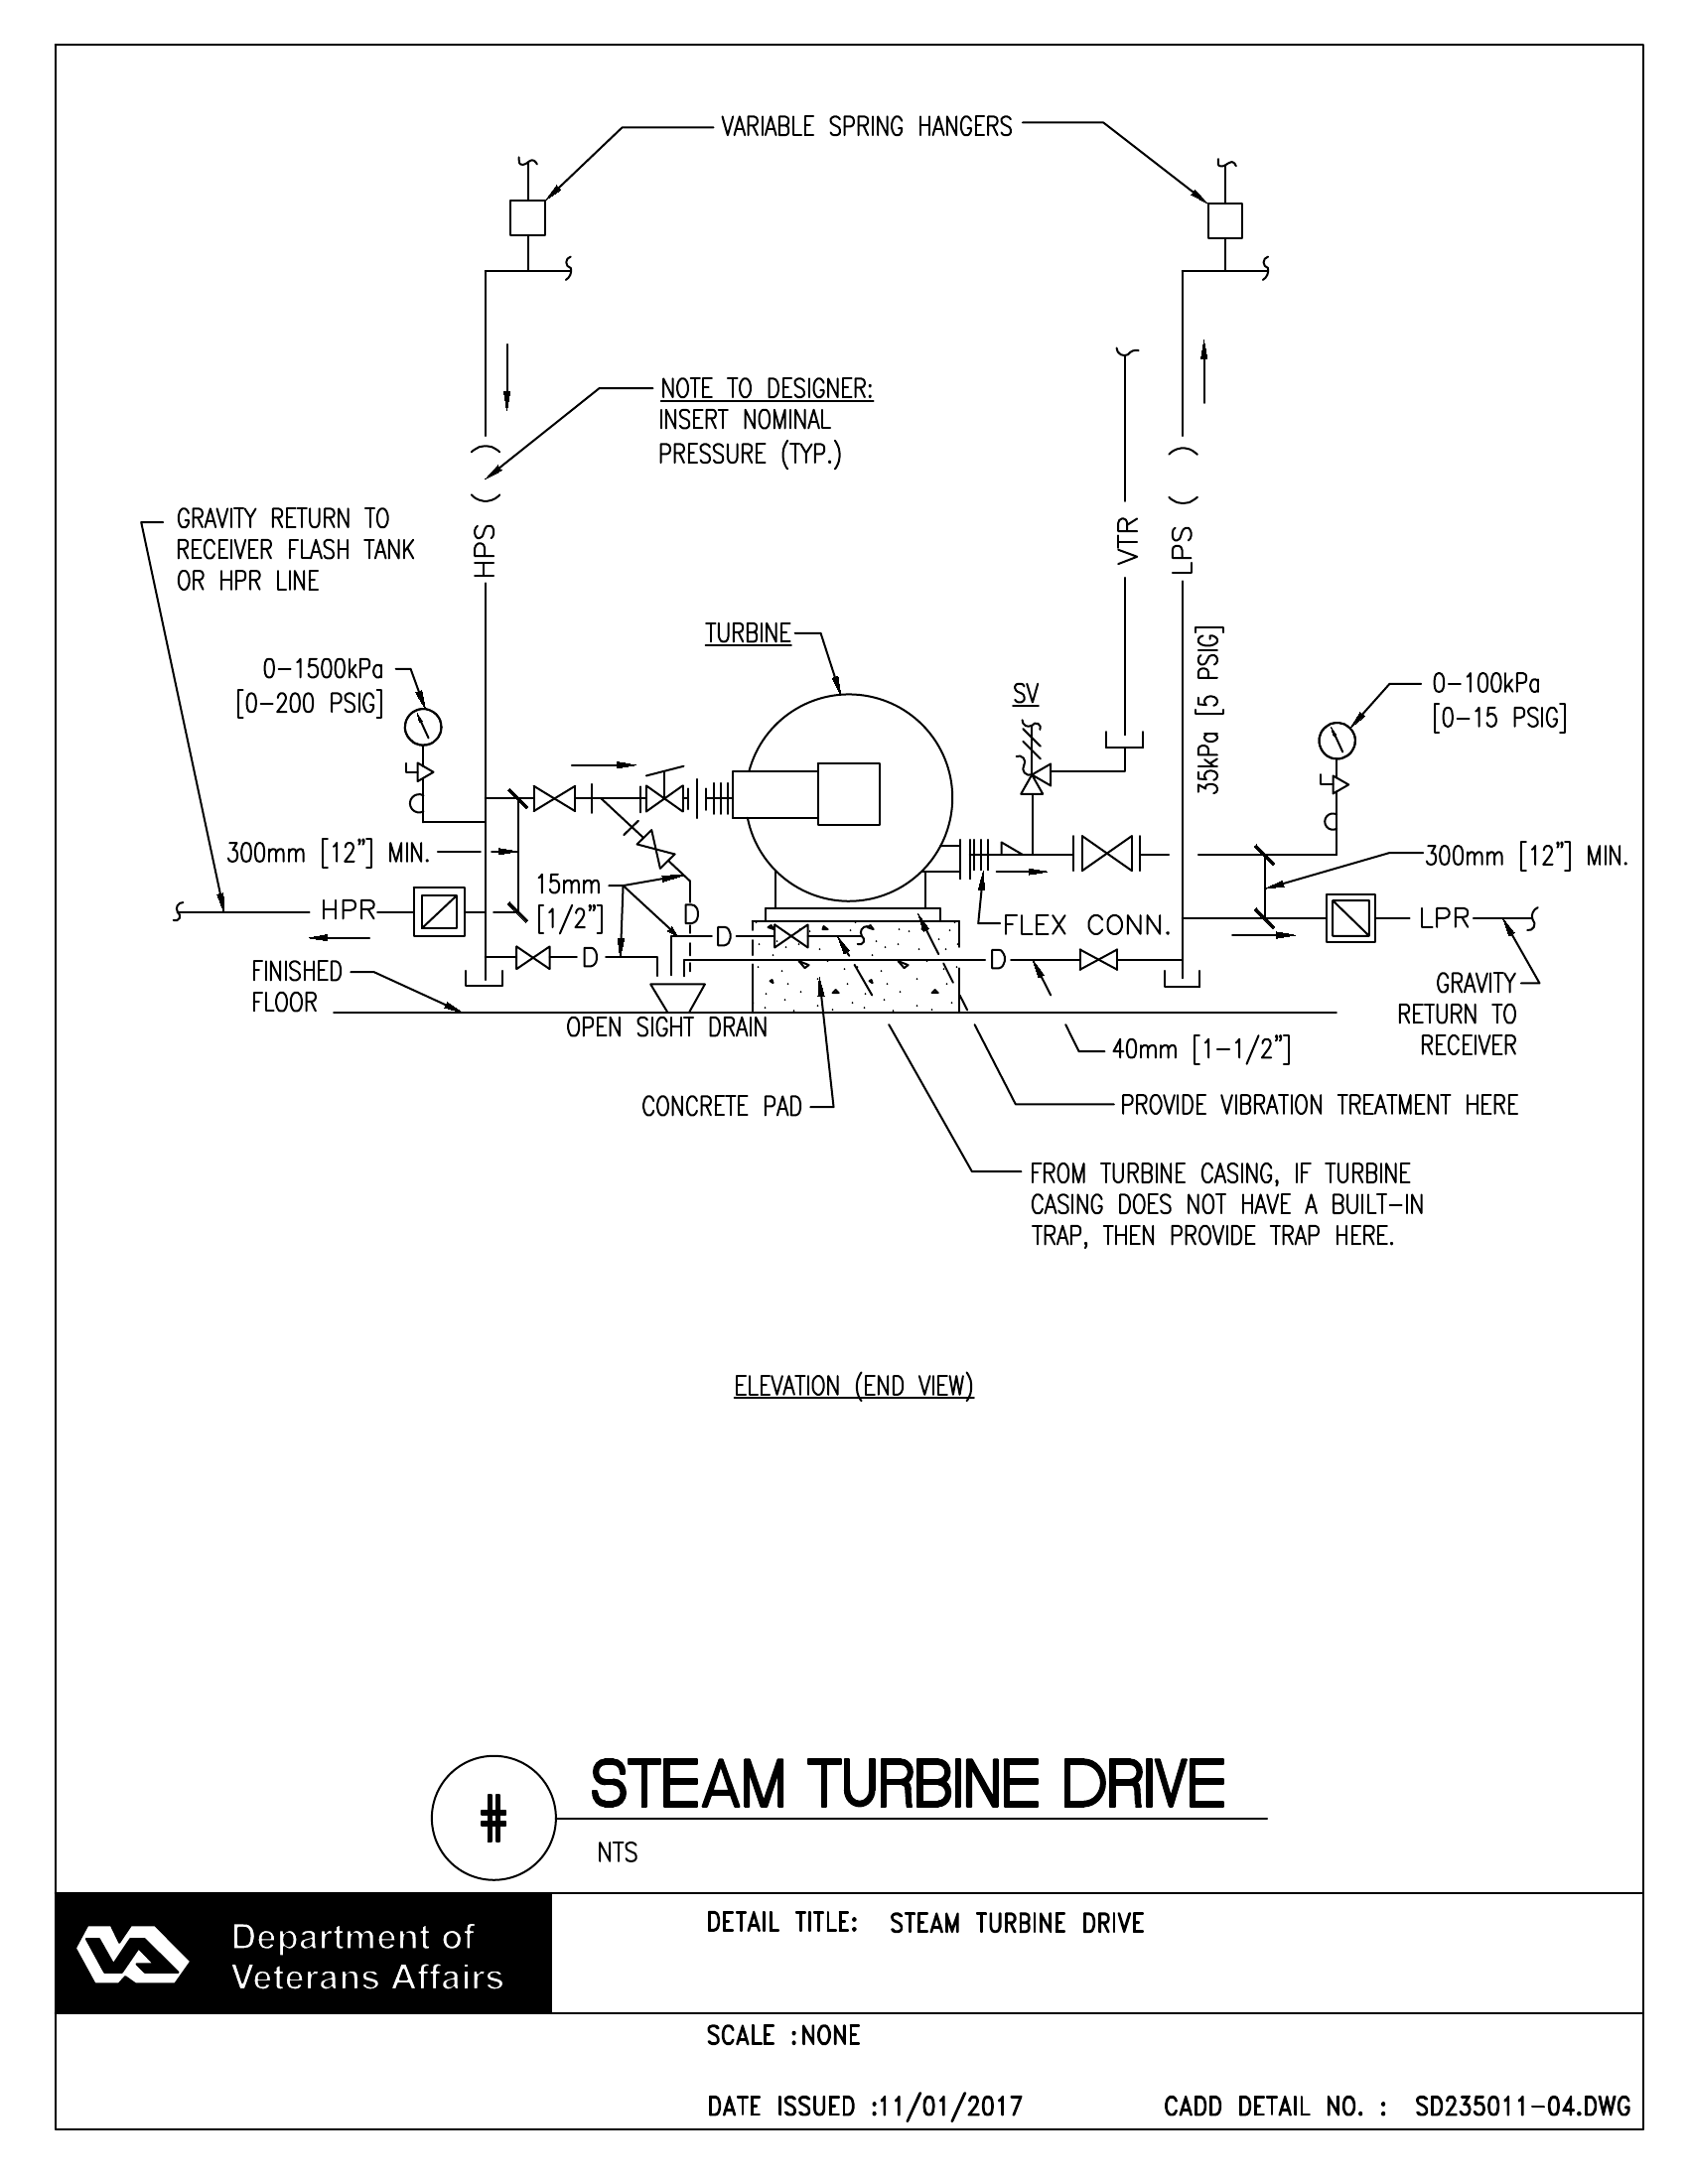 VARIABLE SPRING HANGERS
NOTE TO DESIGNER:
INSERT NOMINAL
PRESSURE (TYP.)
GRAVITY RETURN TO
RECEIVER FLASH TANK
OR HPR LINE
HPS
VTR
LPS
TURBINE
0-1500kPa
[0-200 PSIG]
SV
35kPa [5 PSIG]
0-100kPa
[0-15 PSIG]
300mm [12"] MIN.
300mm [12"] MIN.
15mm
[1/2"]
HPR
D
D
D
D
FLEX CONN.
LPR
FINISHED
FLOOR
OPEN SIGHT DRAIN
GRAVITY
RETURN TO
RECEIVER
40mm [1-1/2"]
CONCRETE PAD
PROVIDE VIBRATION TREATMENT HERE
FROM TURBINE CASING, IF TURBINE
CASING DOES NOT HAVE A BUILT-IN
TRAP, THEN PROVIDE TRAP HERE.
ELEVATION (END VIEW)
#
STEAM TURBINE DRIVE
NTS
VA
Department of
Veterans Affairs
DETAIL TITLE: STEAM TURBINE DRIVE
SCALE :NONE
DATE ISSUED :11/01/2017
CADD DETAIL NO. : SD235011-04.DWG